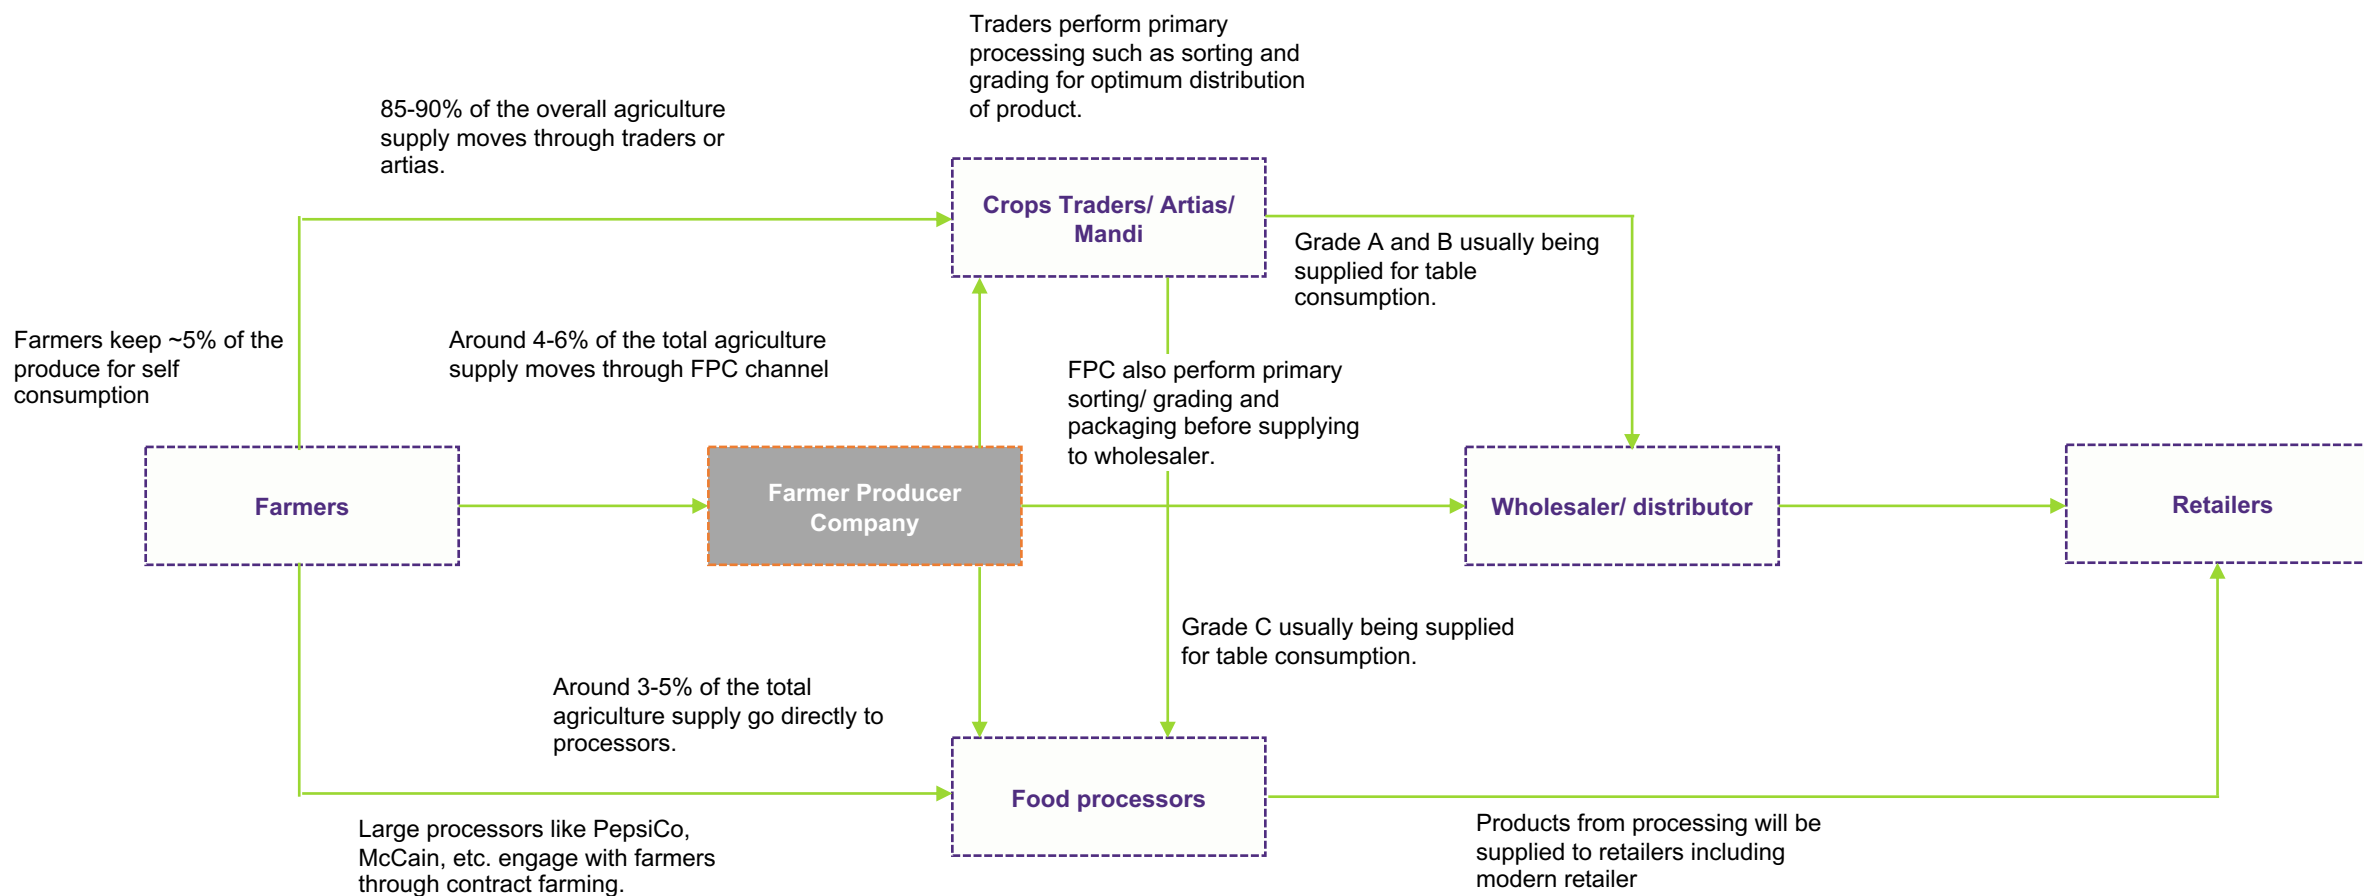 Traders perform primary
processing such as sorting and
grading for optimum distribution
of product.
85-90% of the overall agriculture
supply moves through traders or
artias.
Crops Traders/ Artias/
Mandi
Grade A and B usually being
supplied for table
consumption.
Farmers keep ~5% of the
produce for self
consumption
Around 4-6% of the total agriculture
supply moves through FPC channel
FPC also perform primary
sorting/ grading and
packaging before supplying
to wholesaler.
Farmers
Farmer Producer
Company
Wholesaler/ distributor
Retailers
Grade C usually being supplied
for table consumption.
Around 3-5% of the total
agriculture supply go directly to
processors.
Food processors
Large processors like PepsiCo,
McCain, etc. engage with farmers
through contract farming.
Products from processing will be
supplied to retailers including
modern retailer